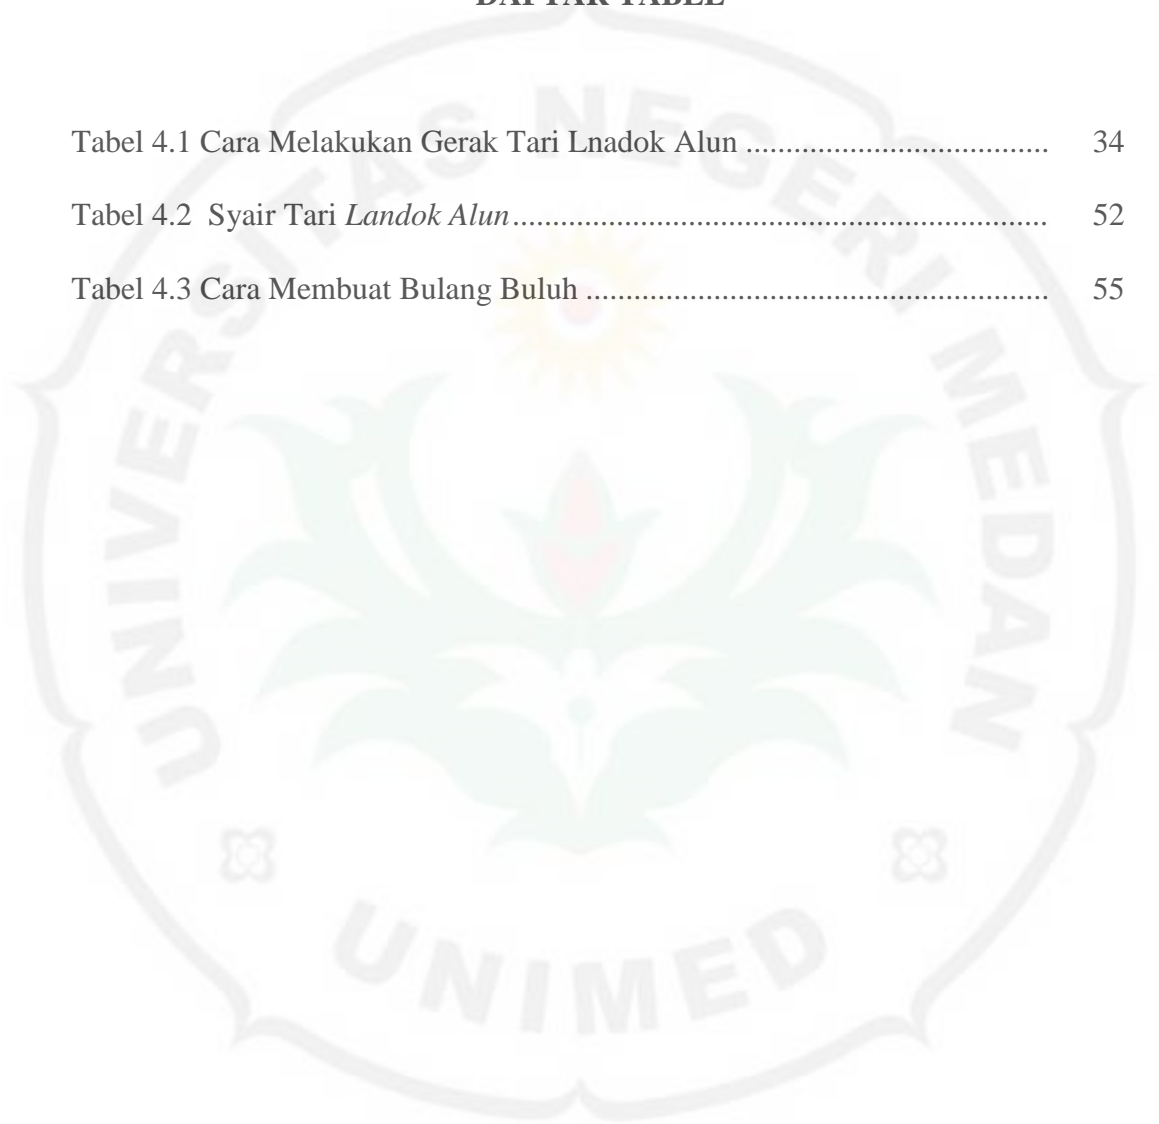 DAFTAR TABEL
Tabel 4.1 Cara Melakukan Gerak Tari Lnadok Alun ...................................... 34
Tabel 4.2  Syair Tari Landok Alun................................................................... 52
Tabel 4.3 Cara Membuat Bulang Buluh .......................................................... 55
UNIVERSITAS NEGERI MEDAN
UNIMED